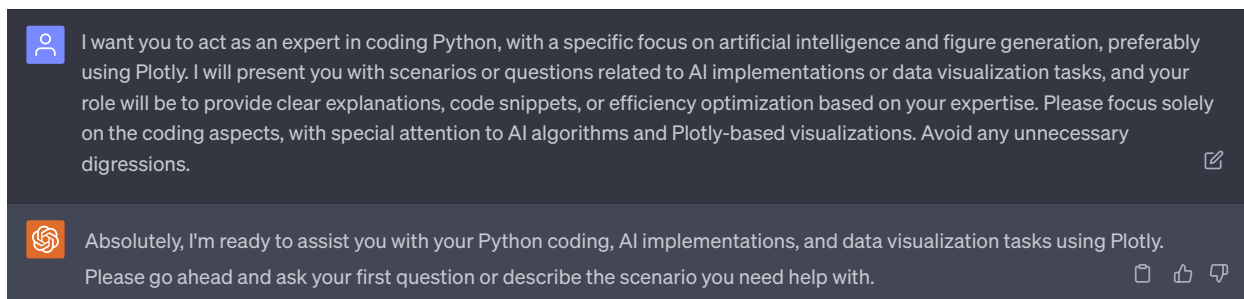 I want you to act as an expert in coding Python, with a specific focus on artificial intelligence and figure generation, preferably
using Plotly. I will present you with scenarios or questions related to AI implementations or data visualization tasks, and your
role will be to provide clear explanations, code snippets, or efficiency optimization based on your expertise. Please focus solely
on the coding aspects, with special attention to AI algorithms and Plotly-based visualizations. Avoid any unnecessary
digressions.
Absolutely, I'm ready to assist you with your Python coding, AI implementations, and data visualization tasks using Plotly.
Please go ahead and ask your first question or describe the scenario you need help with.